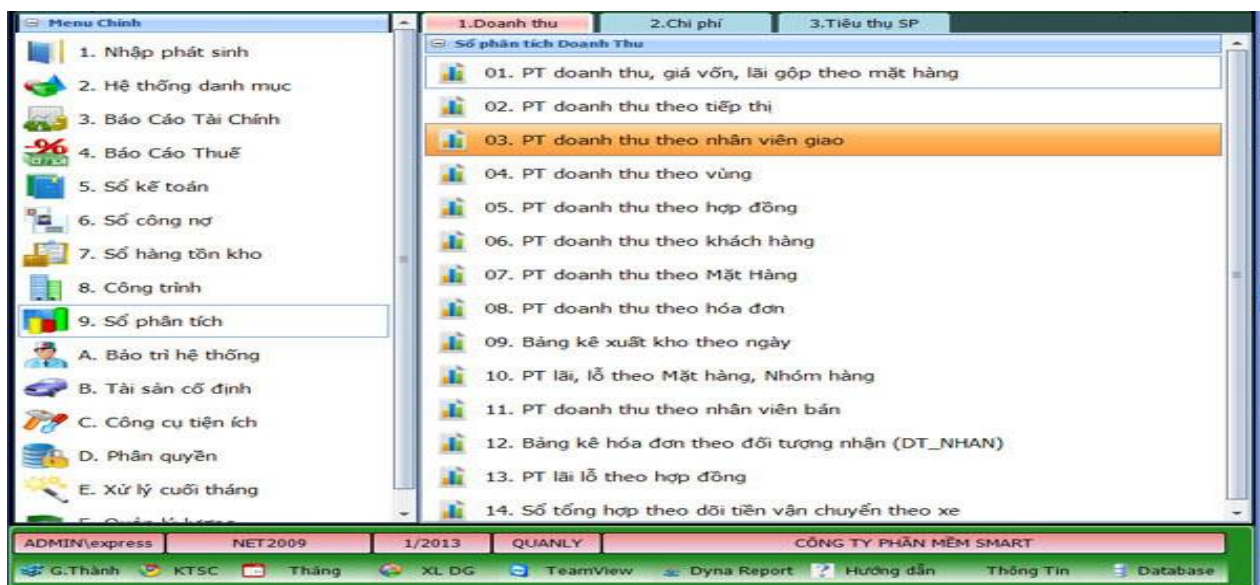 Menu Chính
1. Nhập phát sinh
2. Hệ thống danh mục
3. Báo Cáo Tài Chính
4. Báo Cáo Thuế
5. Sổ kế toán
6. Sổ công nợ
7. Sổ hàng tồn kho
8. Công trình
9. Sổ phân tích
A. Bảo trì hệ thống
B. Tài sản cố định
C. Công cụ tiện ích
D. Phân quyền
E. Xử lý cuối tháng
1.Doanh thu 2.Chi phí 3.Tiêu thụ SP
Sổ phân tích Doanh Thu
01. PT doanh thu, giá vốn, lãi gộp theo mặt hàng
02. PT doanh thu theo tiếp thị
03. PT doanh thu theo nhân viên giao
04. PT doanh thu theo vùng
05. PT doanh thu theo hợp đồng
06. PT doanh thu theo khách hàng
07. PT doanh thu theo Mặt Hàng
08. PT doanh thu theo hóa đơn
09. Bảng kê xuất kho theo ngày
10. PT lãi, lỗ theo Mặt hàng, Nhóm hàng
11. PT doanh thu theo nhân viên bán
12. Bảng kê hóa đơn theo đối tượng nhận (DT_NHAN)
13. PT lãi lỗ theo hợp đồng
14. Sổ tổng hợp theo dõi tiền vận chuyển theo xe
ADMIN\express NET2009 1/2013 QUANLY CÔNG TY PHẦN MỀM SMART
G.Thành KTSC Tháng XL DG TeamView Dyna Report Hướng dẫn Thông Tin Database